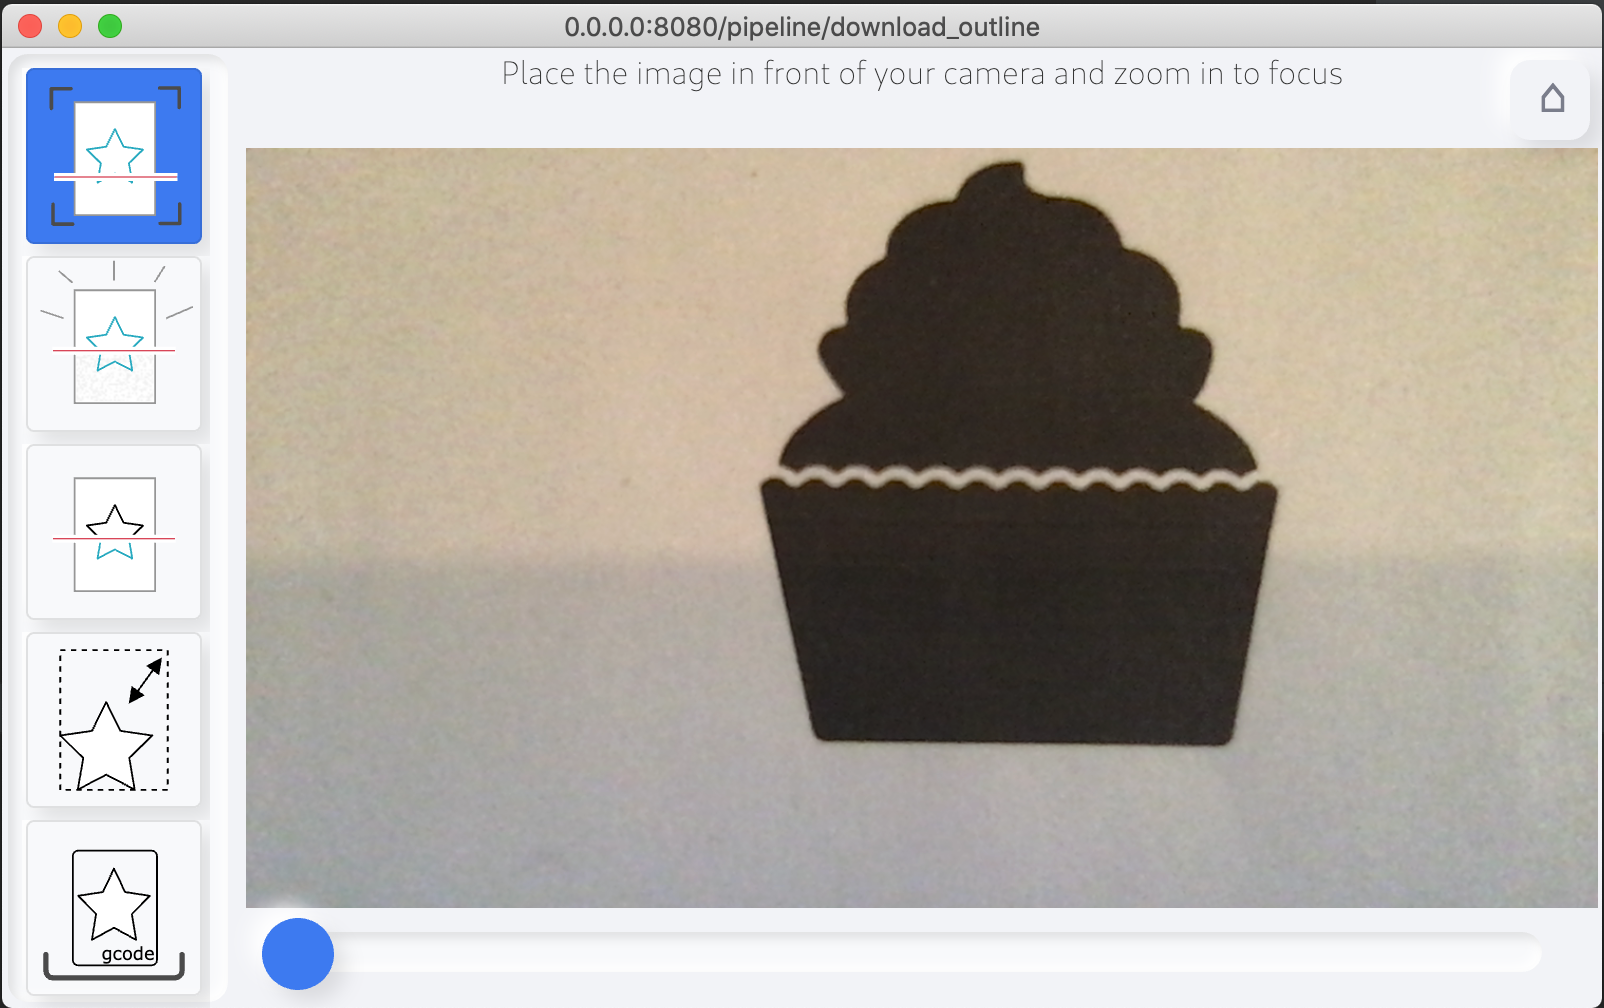 0.0.0.0:8080/pipeline/download_outline
Place the image in front of your camera and zoom in to focus
gcode